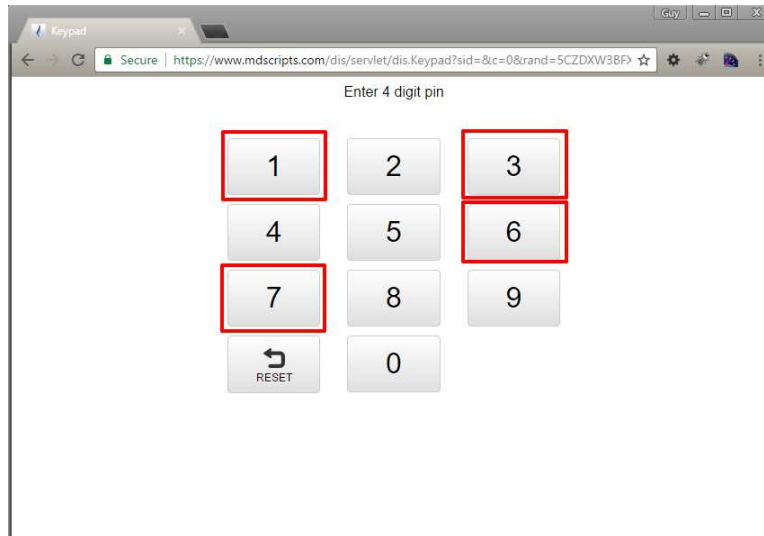 Guy
Keypad
Secure | https://www.mdscripts.com/dis/servlet/dis.Keypad?sid=&c=0&rand=5CZDXW3BF
Enter 4 digit pin
1 2 3
4 5 6
7 8 9
RESET 0